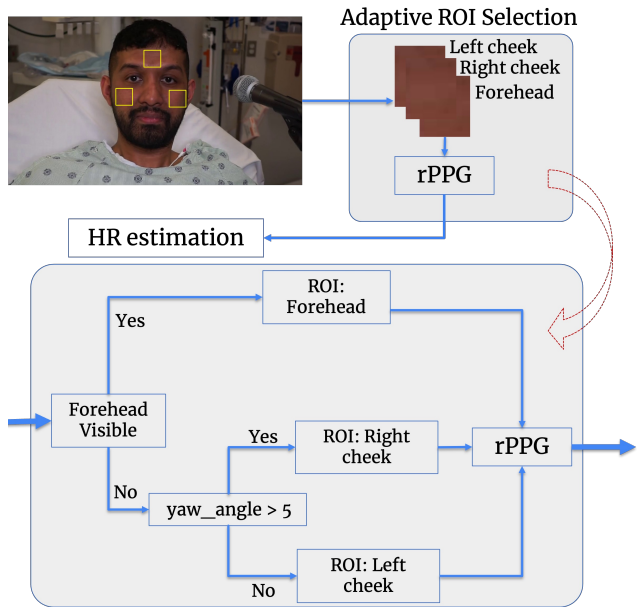 Adaptive ROI Selection
Left cheek
Right cheek
Forehead
rPPG
HR estimation
ROI:
Forehead
Yes
Forehead
Visible
No
yaw_angle > 5
Yes
ROI: Right
cheek
rPPG
No
ROI: Left
cheek